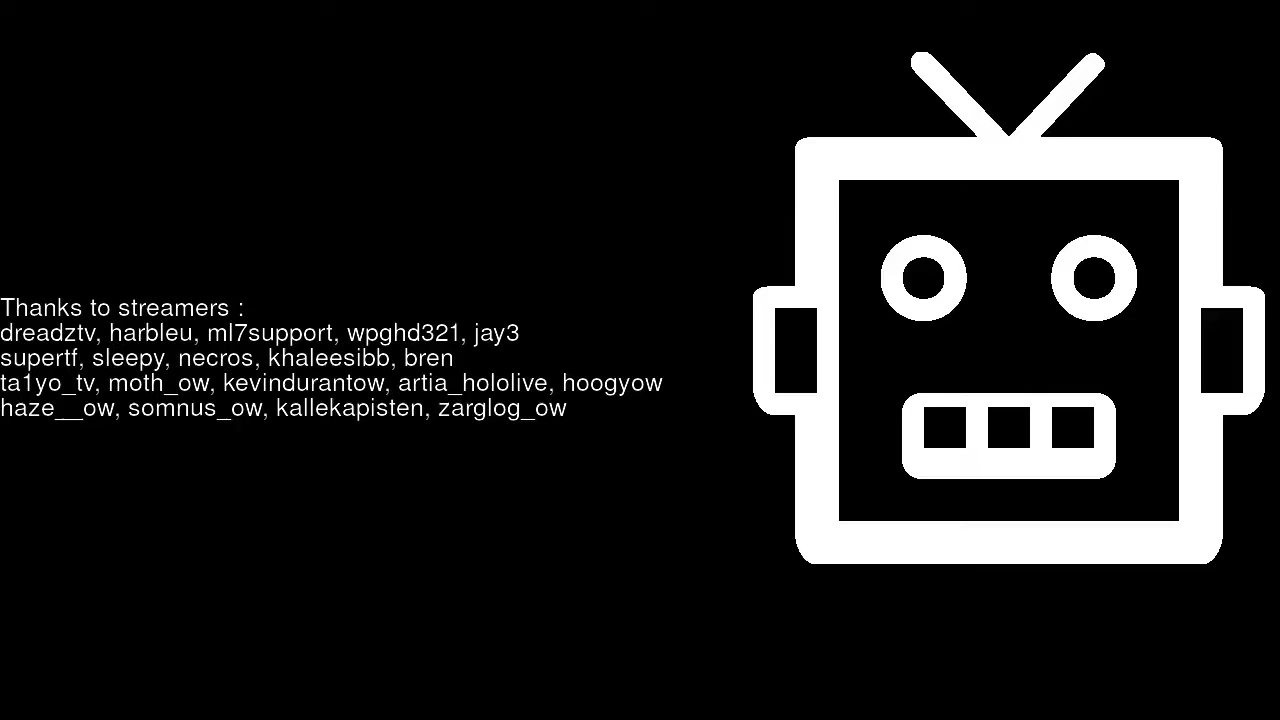 Thanks to streamers :
dreadztv, harbleu, ml7support, wpghd321, jay3
supertf, sleepy, necros, khaleesibb, bren
ta1yo_tv, moth_ow, kevindurantow, artia_hololive, hoogyow
haze__ow, somnus_ow, kallekapisten, zarglog_ow